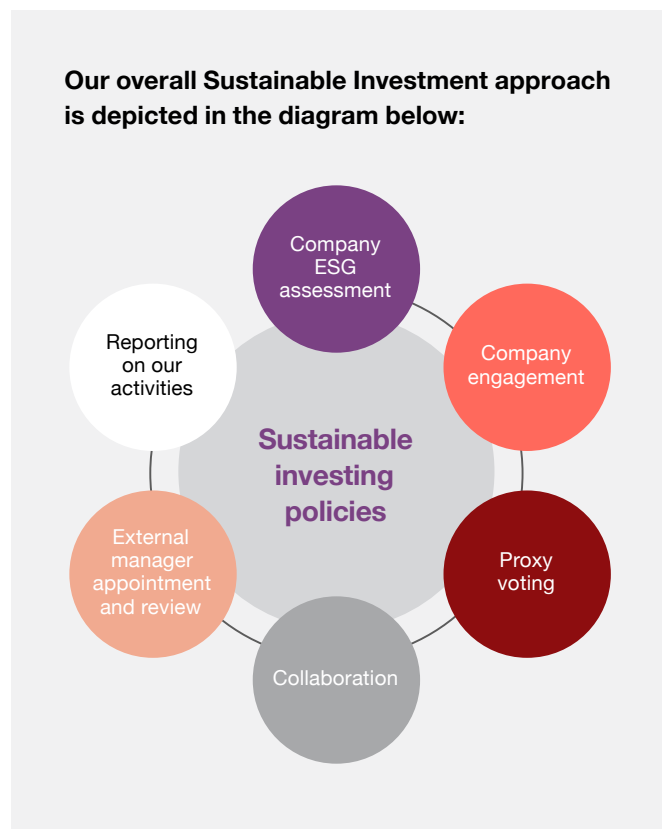 Our overall Sustainable Investment approach
is depicted in the diagram below:
Company
ESG
assessment
Company
engagement
Proxy
voting
Collaboration
External
manager
appointment
and review
Reporting
on our
activities
Sustainable
investing
policies